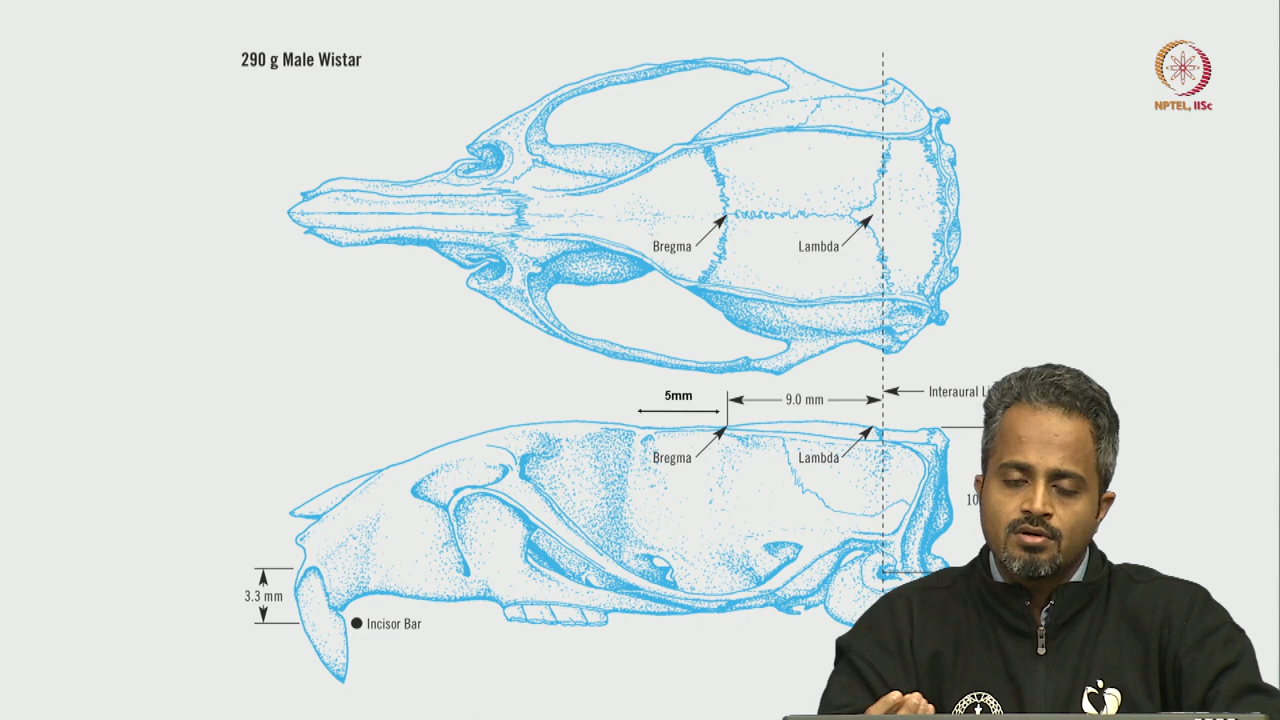 290 g Male Wistar
NPTEL, IISc
Bregma
Lambda
5mm
9.0 mm
Interaural
Bregma
Lambda
10
3.3 mm
Incisor Bar